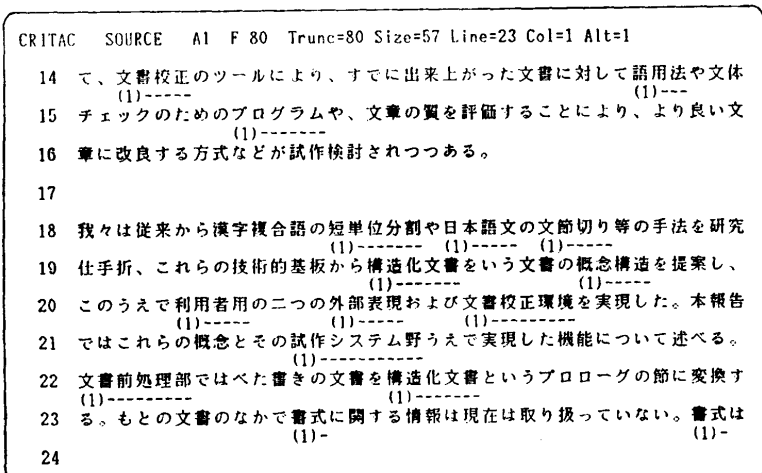 CRITAC SOURCE A1 F 80 Trunc=80 Size=57 Line=23 Col=1 Alt=1
14 て、文書校正のツールにより、すでに出来上がった文書に対して語用法や文体
(1)----- (1)---
15 チェックのためのプログラムや、文章の質を評価することにより、より良い文
(1)-------
16 章に改良する方式などが試作検討されつつある。
17
18 我々は従来から漢字複合語の短単位分割や日本語文の文節切り等の手法を研究
(1)------- (1)----- (1)-----
19 仕手折、これらの技術的基板から構造化文書をいう文書の概念構造を提案し、
(1)------- (1)-----
20 このうえで利用者用の二つの外部表現および文書校正環境を実現した。本報告
(1)----- (1)----- (1)---------
21 ではこれらの概念とその試作システム野うえで実現した機能について述べる。
(1)-----------
22 文書前処理部ではべた書きの文書を構造化文書というプロローグの節に変換す
(1)--------- (1)-------
23 る。もとの文書のなかで書式に関する情報は現在は取り扱っていない。書式は
(1)- (1)-
24